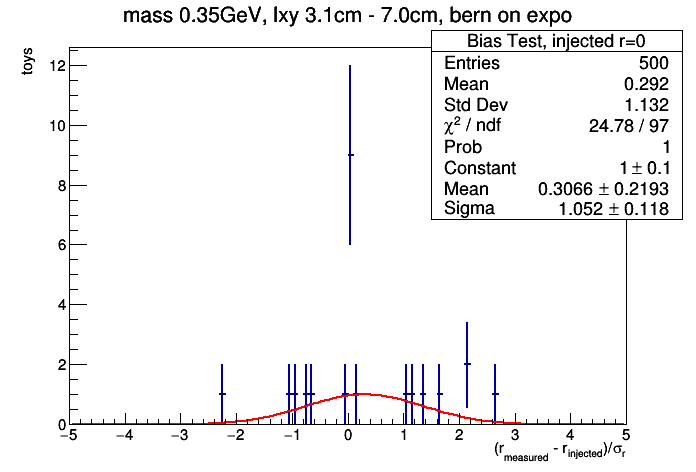 mass 0.35GeV, lxy 3.1cm - 7.0cm, bern on expo
Bias Test, injected r=0
Entries 500
Mean 0.292
Std Dev 1.132
χ² / ndf 24.78 / 97
Prob 1
Constant 1 ± 0.1
Mean 0.3066 ± 0.2193
Sigma 1.052 ± 0.118
toys
12
10
8
6
4
2
0
−5 −4 −3 −2 −1 0 1 2 3 4 5
(r_measured - r_injected)/σ_r